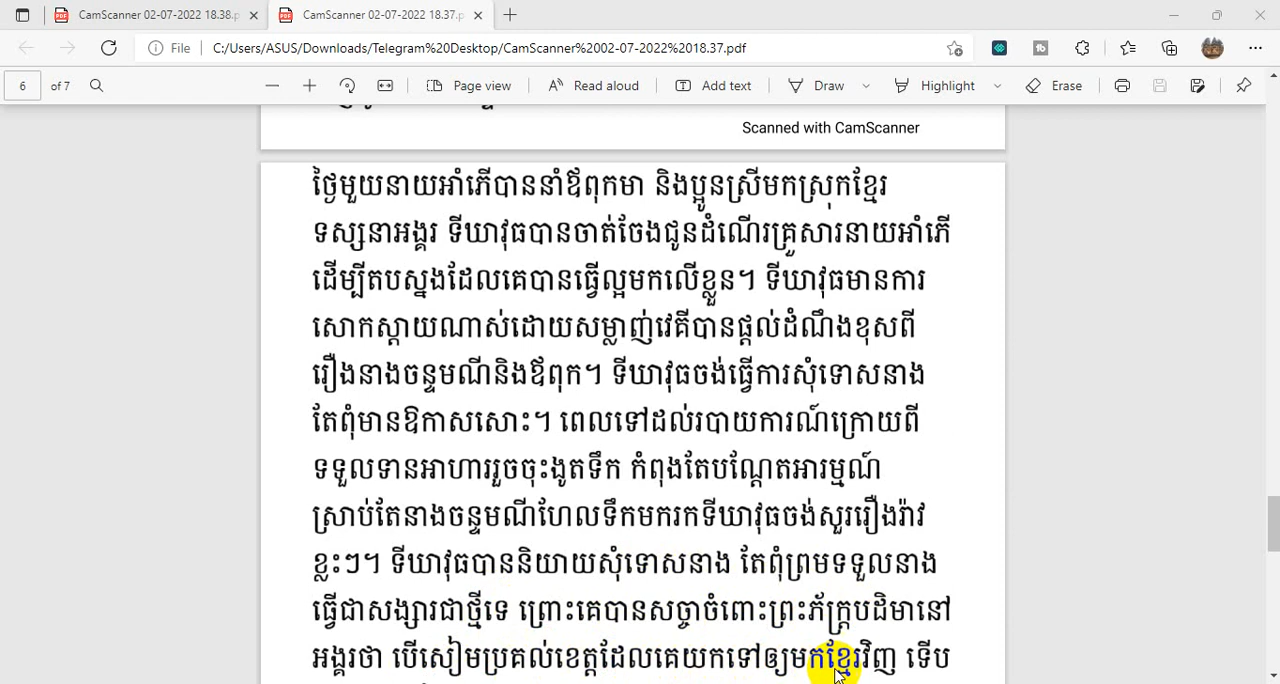 CamScanner 02-07-2022 18.38.p
CamScanner 02-07-2022 18.37.p
File
C:/Users/ASUS/Downloads/Telegram%20Desktop/CamScanner%2002-07-2022%2018.37.pdf
6 of 7
Page view
Read aloud
Add text
Draw
Highlight
Erase
Scanned with CamScanner
ថ្ងៃមួយនាយអាំភើបាននាំឪពុកមា និងប្អូនស្រីមកស្រុកខ្មែរ
ទស្សនាអង្គរ ទីឃាវុធបានចាត់ចែងជូនដំណើរគ្រួសារនាយអាំភើ
ដើម្បីតបស្នងដែលគេបានធ្វើល្អមកលើខ្លួន។ ទីឃាវុធមានការ
សោកស្ដាយណាស់ដោយសម្លាញ់វេគីបានផ្ដល់ដំណឹងខុសពី
រឿងនាងចន្ទមណីនិងឪពុក។ ទីឃាវុធចង់ធ្វើការសុំទោសនាង
តែពុំមានឱកាសសោះ។ ពេលទៅដល់របាយការណ៍ក្រោយពី
ទទួលទានអាហាររួចចុះងូតទឹក កំពុងតែបណ្ដែតអារម្មណ៍
ស្រាប់តែនាងចន្ទមណីហែលទឹកមករកទីឃាវុធចង់សួររឿងរ៉ាវ
ខ្លះៗ។ ទីឃាវុធបាននិយាយសុំទោសនាង តែពុំព្រមទទួលនាង
ធ្វើជាសង្សារជាថ្មីទេ ព្រោះគេបានសច្ចាចំពោះព្រះភ័ក្ត្របដិមានៅ
អង្គរថា បើសៀមប្រគល់ខេត្តដែលគេយកទៅឲ្យមកខ្មែរវិញ ទើប